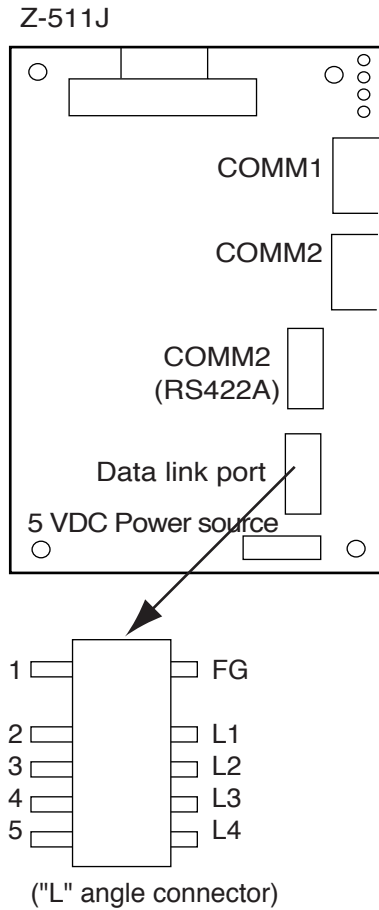 Z-511J
COMM1
COMM2
COMM2
(RS422A)
Data link port
5 VDC Power source
1 FG
2 L1
3 L2
4 L3
5 L4
("L" angle connector)